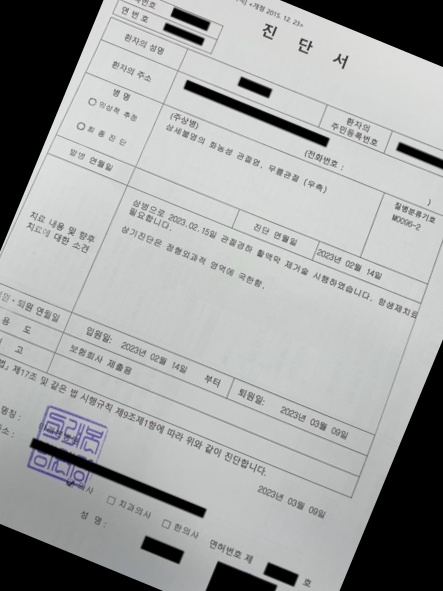 <개정 2015. 12. 23>
연 번 호
진 단 서
환자의 성명
환자의 주소
환자의
주민등록번호
(전화번호 :
)
병 명
○ 임상적 추정
○ 최 종 진 단
(주상병)
상세불명의 화농성 관절염, 무릎관절 (우측)
질병분류기호
M0096-2
발병 연월일
진단 연월일
2023년 02월 14일
치료 내용 및 향후
치료에 대한 소견
상병으로 2023.02.15일 관절경하 활액막 제거술 시행하였습니다. 항생제치료
필요합니다.
상기진단은 정형외과적 영역에 국한함.
퇴원 연월일
입원일: 2023년 02월 14일 부터
퇴원일: 2023년 03월 09일
용 도
보험회사 제출용
고
제17조 및 같은 법 시행규칙 제9조제1항에 따라 위와 같이 진단합니다.
2023년 03월 09일
명칭 :
소 :
의사
□ 치과의사
□ 한의사
면허번호 제
호
성 명 :